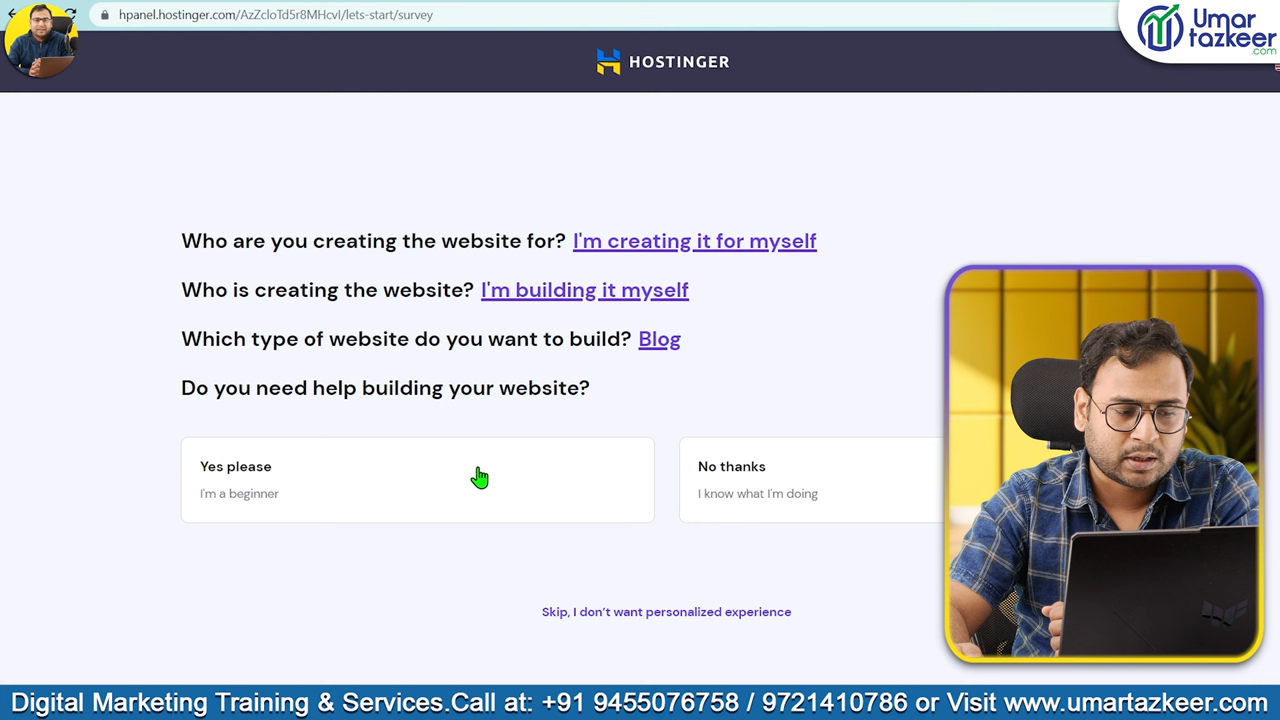 hpanel.hostinger.com/AzZcloTd5r8MHcvI/lets-start/survey
Umar
tazkeer
.com
HOSTINGER
Who are you creating the website for? I'm creating it for myself
Who is creating the website? I'm building it myself
Which type of website do you want to build? Blog
Do you need help building your website?
Yes please
I'm a beginner
No thanks
I know what I'm doing
Skip, I don't want personalized experience
Digital Marketing Training & Services.Call at: +91 9455076758 / 9721410786 or Visit www.umartazkeer.com